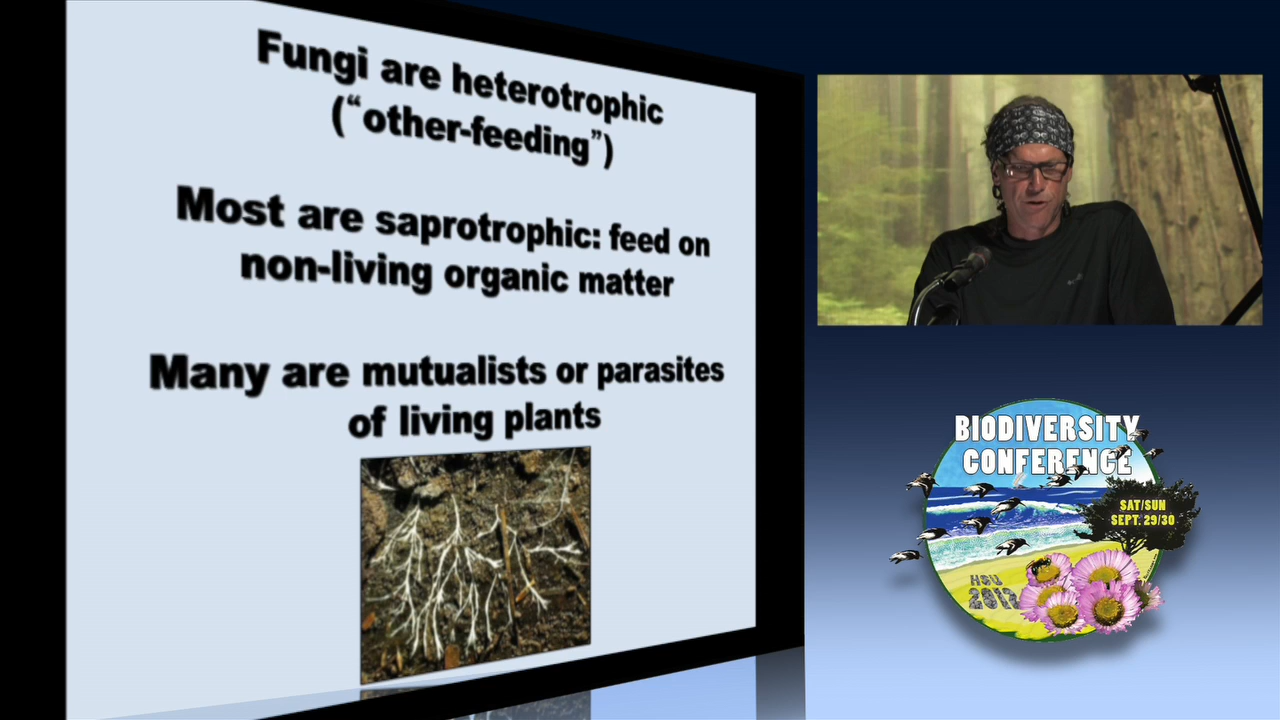 Fungi are heterotrophic
(“other-feeding”)
Most are saprotrophic: feed on
non-living organic matter
Many are mutualists or parasites
of living plants
BIODIVERSITY
CONFERENCE
SAT/SUN
SEPT. 29/30
HSU
2012